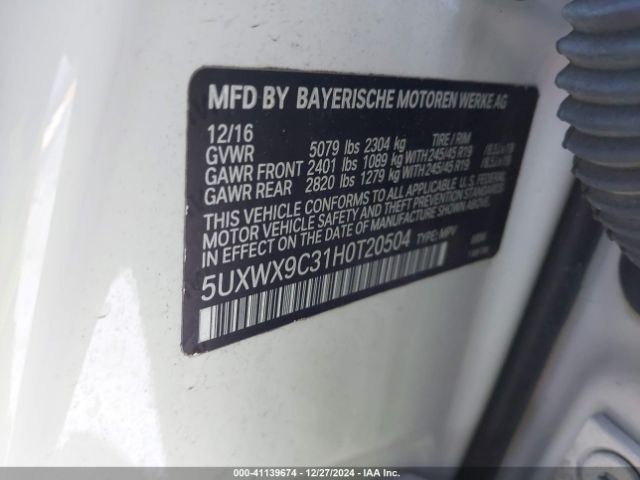 MFD BY BAYERISCHE MOTOREN WERKE AG
12/16 TIRE / RIM
GVWR 5079 lbs 2304 kg
GAWR FRONT 2401 lbs 1089 kg WITH 245/45 R19
GAWR REAR 2820 lbs 1279 kg WITH 245/45 R19
THIS VEHICLE CONFORMS TO ALL APPLICABLE U.S. FEDERAL
MOTOR VEHICLE SAFETY AND THEFT PREVENTION STANDARDS
IN EFFECT ON THE DATE OF MANUFACTURE SHOWN ABOVE.
5UXWX9C31H0T20504 TYPE: MPV
000-41139674 - 12/27/2024 - IAA Inc.